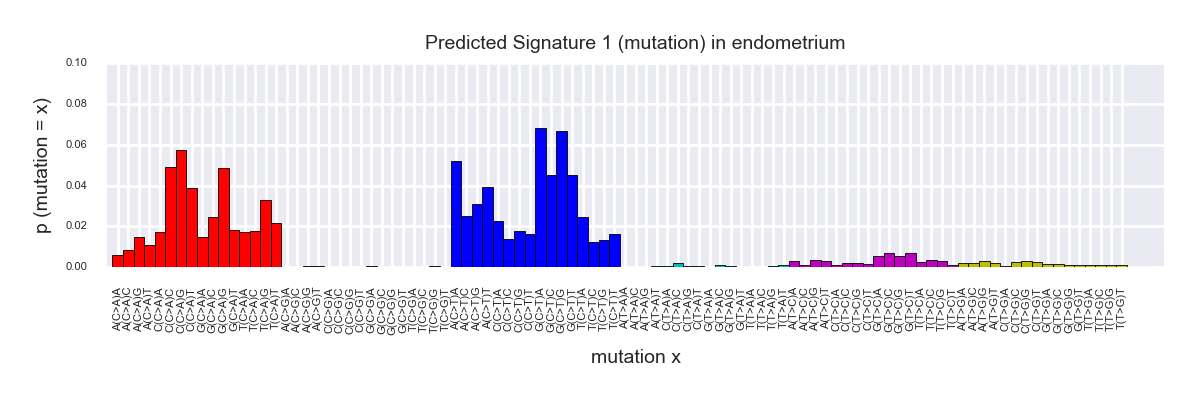 Predicted Signature 1 (mutation) in endometrium
0.10
0.08
0.06
0.04
0.02
0.00
p (mutation = x)
A(C>A)A
A(C>A)C
A(C>A)G
A(C>A)T
C(C>A)A
C(C>A)C
C(C>A)G
C(C>A)T
G(C>A)A
G(C>A)C
G(C>A)G
G(C>A)T
T(C>A)A
T(C>A)C
T(C>A)G
T(C>A)T
A(C>G)A
A(C>G)C
A(C>G)G
A(C>G)T
C(C>G)A
C(C>G)C
C(C>G)G
C(C>G)T
G(C>G)A
G(C>G)C
G(C>G)G
G(C>G)T
T(C>G)A
T(C>G)C
T(C>G)G
T(C>G)T
A(C>T)A
A(C>T)C
A(C>T)G
A(C>T)T
C(C>T)A
C(C>T)C
C(C>T)G
C(C>T)T
G(C>T)A
G(C>T)C
G(C>T)G
G(C>T)T
T(C>T)A
T(C>T)C
T(C>T)G
T(C>T)T
A(T>A)A
A(T>A)C
A(T>A)G
A(T>A)T
C(T>A)A
C(T>A)C
C(T>A)G
C(T>A)T
G(T>A)A
G(T>A)C
G(T>A)G
G(T>A)T
T(T>A)A
T(T>A)C
T(T>A)G
T(T>A)T
A(T>C)A
A(T>C)C
A(T>C)G
A(T>C)T
C(T>C)A
C(T>C)C
C(T>C)G
C(T>C)T
G(T>C)A
G(T>C)C
G(T>C)G
G(T>C)T
T(T>C)A
T(T>C)C
T(T>C)G
T(T>C)T
A(T>G)A
A(T>G)C
A(T>G)G
A(T>G)T
C(T>G)A
C(T>G)C
C(T>G)G
C(T>G)T
G(T>G)A
G(T>G)C
G(T>G)G
G(T>G)T
T(T>G)A
T(T>G)C
T(T>G)G
T(T>G)T
mutation x